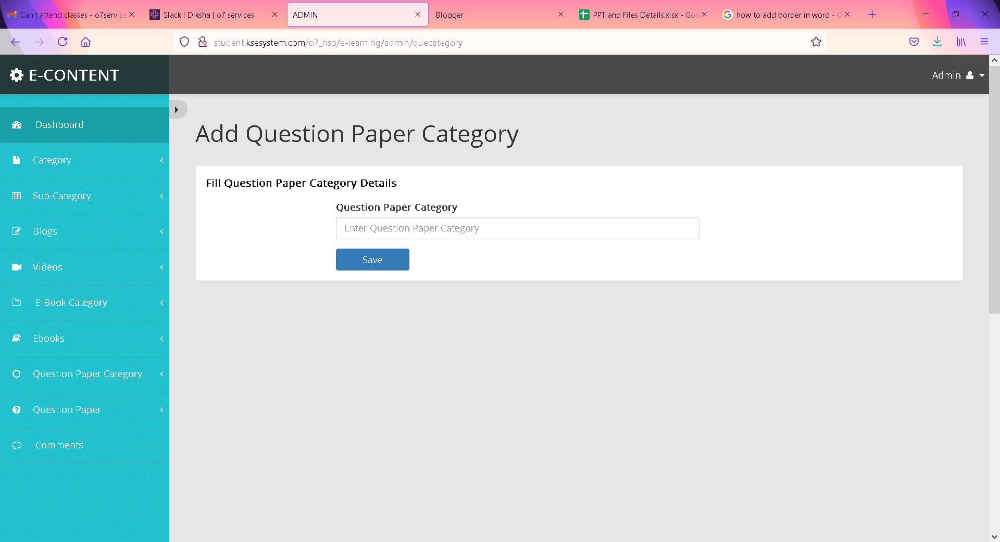 Can't attend classes - o7service
Slack | Diksha | o7 services
ADMIN
Blogger
PPT and Files Details.xlsx - Goo
how to add border in word - G
student.ksesystem.com/o7_hsp/e-learning/admin/quecategory
E-CONTENT
Admin
Dashboard
Category
Sub-Category
Blogs
Videos
E-Book Category
Ebooks
Question Paper Category
Question Paper
Comments
Add Question Paper Category
Fill Question Paper Category Details
Question Paper Category
Enter Question Paper Category
Save